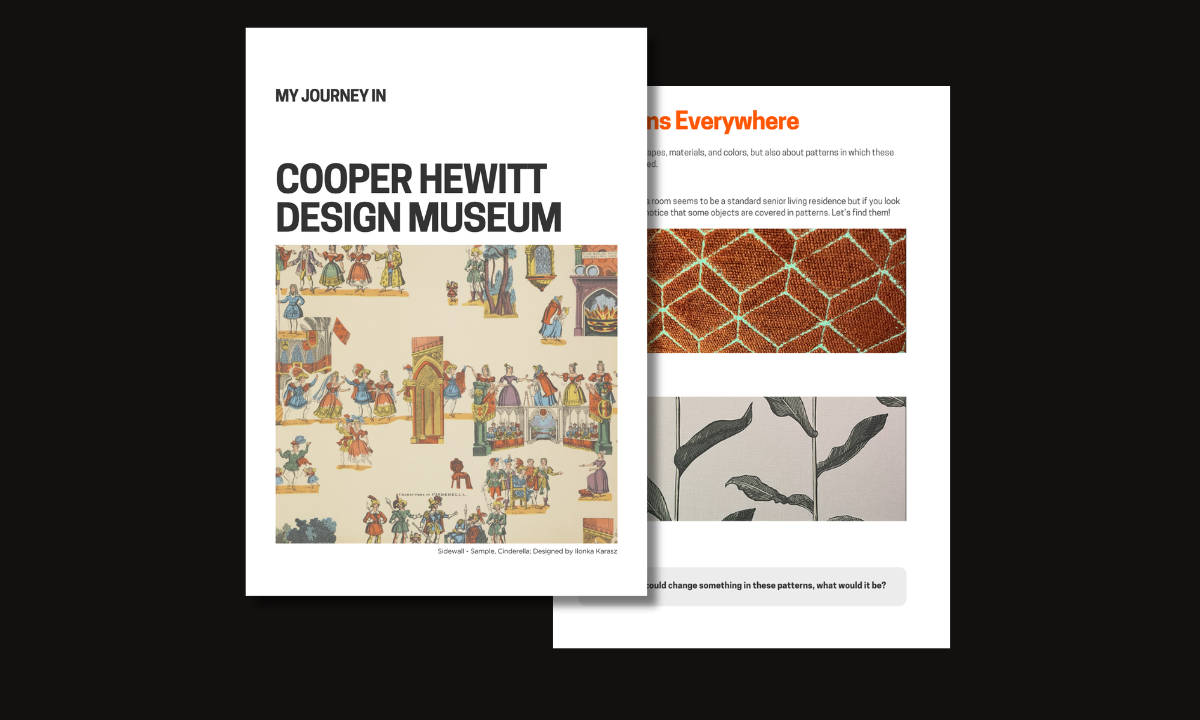 MY JOURNEY IN
COOPER HEWITT
DESIGN MUSEUM
CHARACTERS IN CINDERELLA.
Sidewall - Sample, Cinderella; Designed by Ilonka Karasz
ns Everywhere
apes, materials, and colors, but also about patterns in which these
ed.
s room seems to be a standard senior living residence but if you look
notice that some objects are covered in patterns. Let's find them!
could change something in these patterns, what would it be?